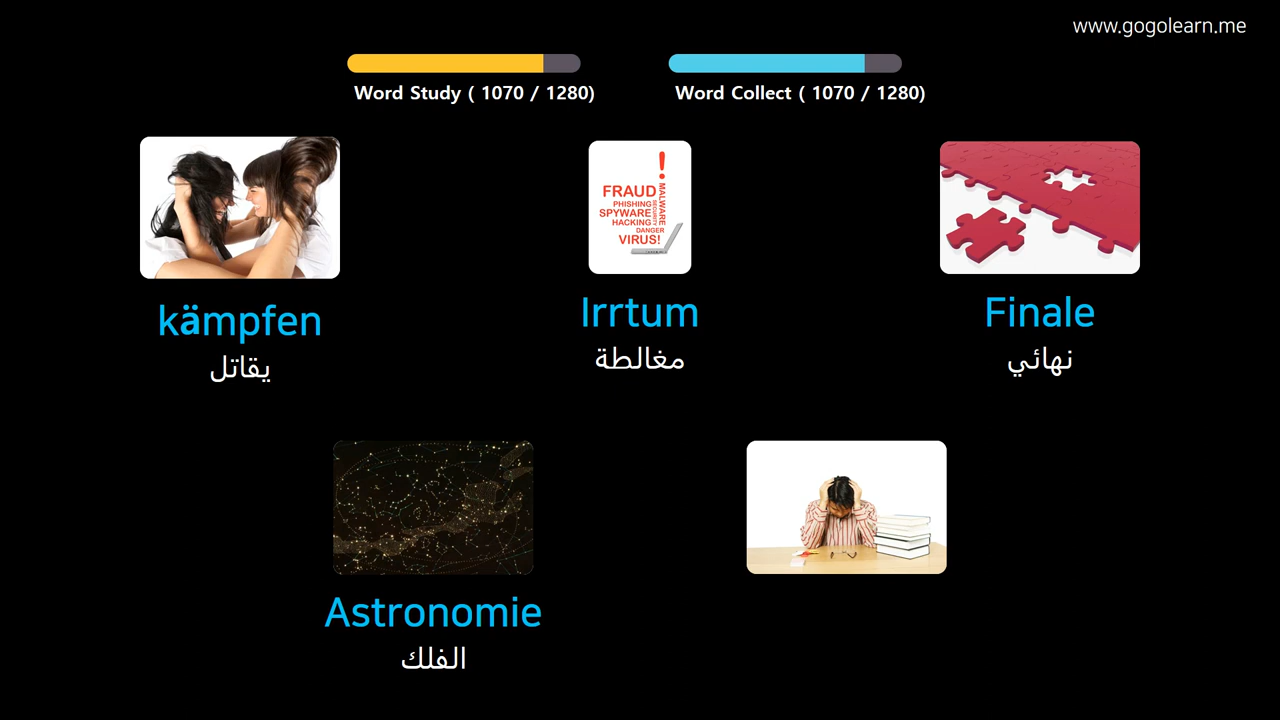 www.gogolearn.me
Word Study ( 1070 / 1280)
Word Collect ( 1070 / 1280)
FRAUD
PHISHING
SPYWARE
HACKING
DANGER
VIRUS!
MALWARE
SECURITY
!
kämpfen
يقاتل
Irrtum
مغالطة
Finale
نهائي
Astronomie
الفلك